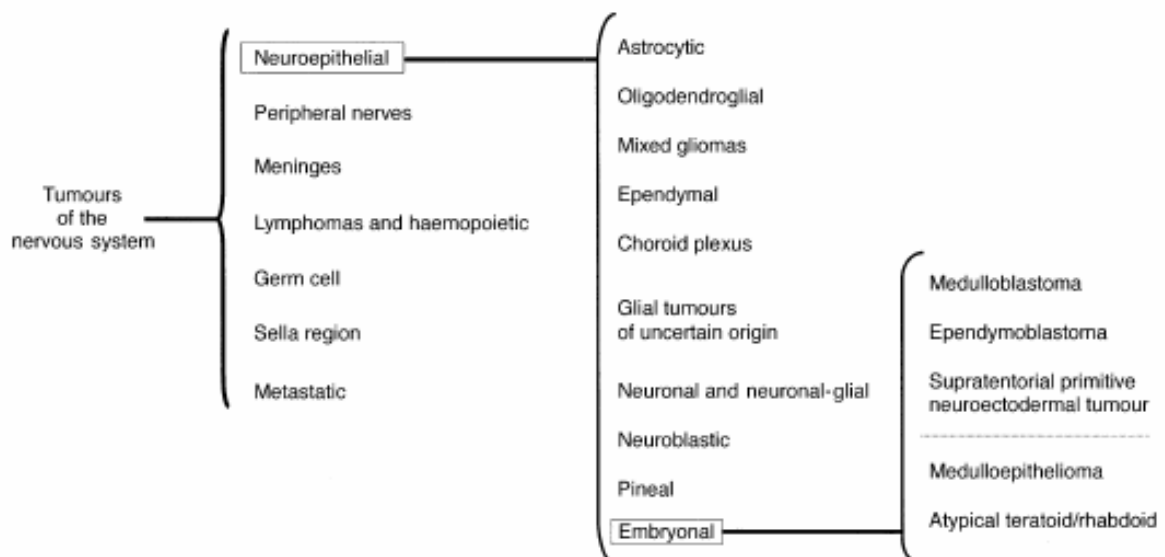 Tumours
of the
nervous system
Neuroepithelial
Peripheral nerves
Meninges
Lymphomas and haemopoietic
Germ cell
Sella region
Metastatic
Astrocytic
Oligodendroglial
Mixed gliomas
Ependymal
Choroid plexus
Glial tumours
of uncertain origin
Neuronal and neuronal-glial
Neuroblastic
Pineal
Embryonal
Medulloblastoma
Ependymoblastoma
Supratentorial primitive
neuroectodermal tumour
Medulloepithelioma
Atypical teratoid/rhabdoid